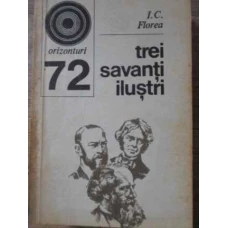 I.C.
Florea
orizonturi
72
trei
savanți
iluștri